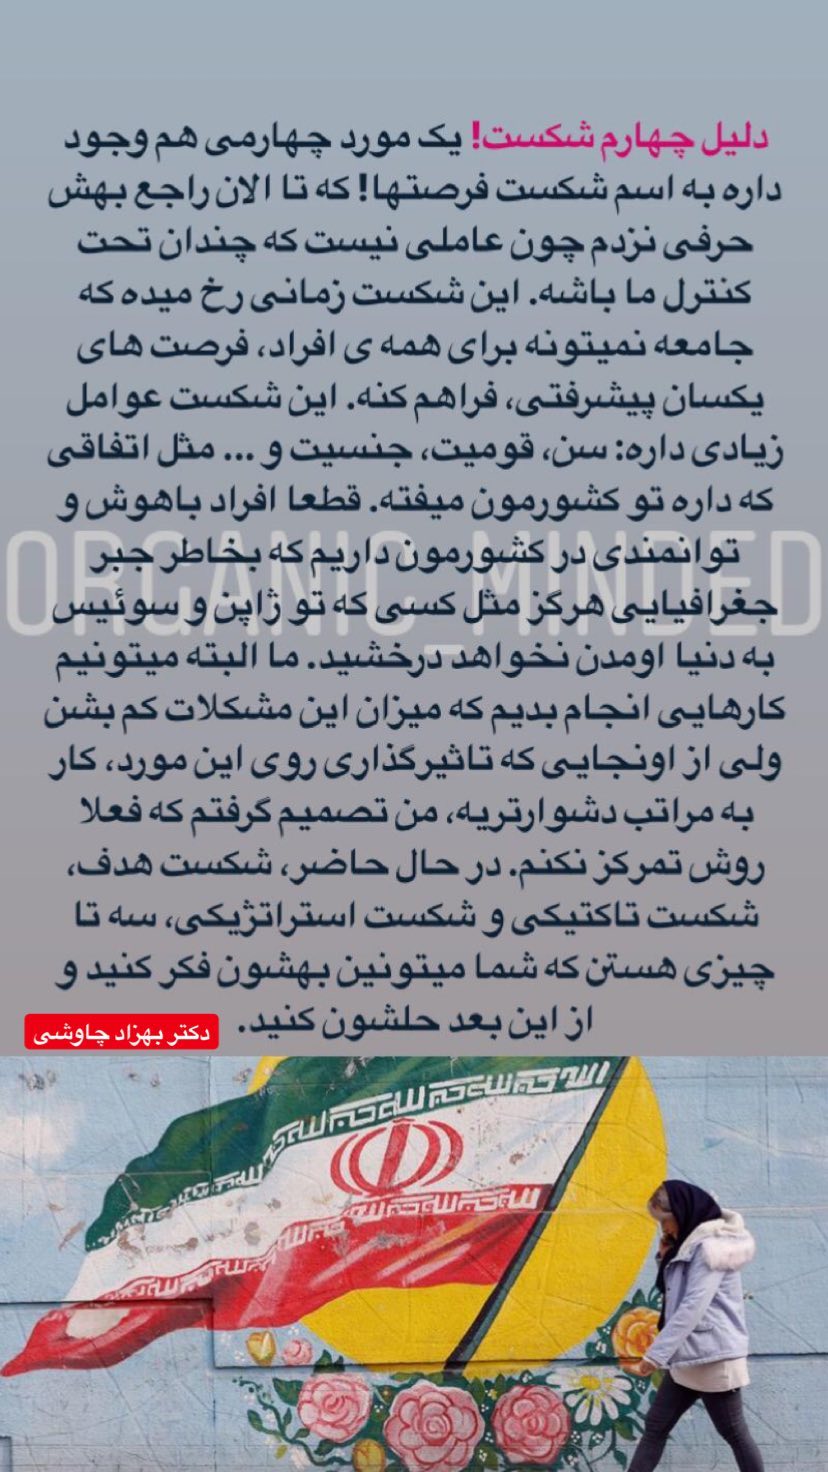 دلیل چهارم شکست! یک مورد چهارمی هم وجود
داره به اسم شکست فرصتها! که تا الان راجع بهش
حرفی نزدم چون عاملی نیست که چندان تحت
کنترل ما باشه. این شکست زمانی رخ میده که
جامعه نمیتونه برای همه ی افراد، فرصت های
یکسان پیشرفتی، فراهم کنه. این شکست عوامل
زیادی داره: سن، قومیت، جنسیت و ... مثل اتفاقی
که داره تو کشورمون میفته. قطعا افراد باهوش و
توانمندی در کشورمون داریم که بخاطر جبر
ORGANIC_MINDED
جغرافیایی هرگز مثل کسی که تو ژاپن و سوئیس
به دنیا اومدن نخواهد درخشید. ما البته میتونیم
کارهایی انجام بدیم که میزان این مشکلات کم بشن
ولی از اونجایی که تاثیرگذاری روی این مورد، کار
به مراتب دشوارتریه، من تصمیم گرفتم که فعلا
روش تمرکز نکنم. در حال حاضر، شکست هدف،
شکست تاکتیکی و شکست استراتژیکی، سه تا
چیزی هستن که شما میتونین بهشون فکر کنید و
از این بعد حلشون کنید.
دکتر بهزاد چاوشی